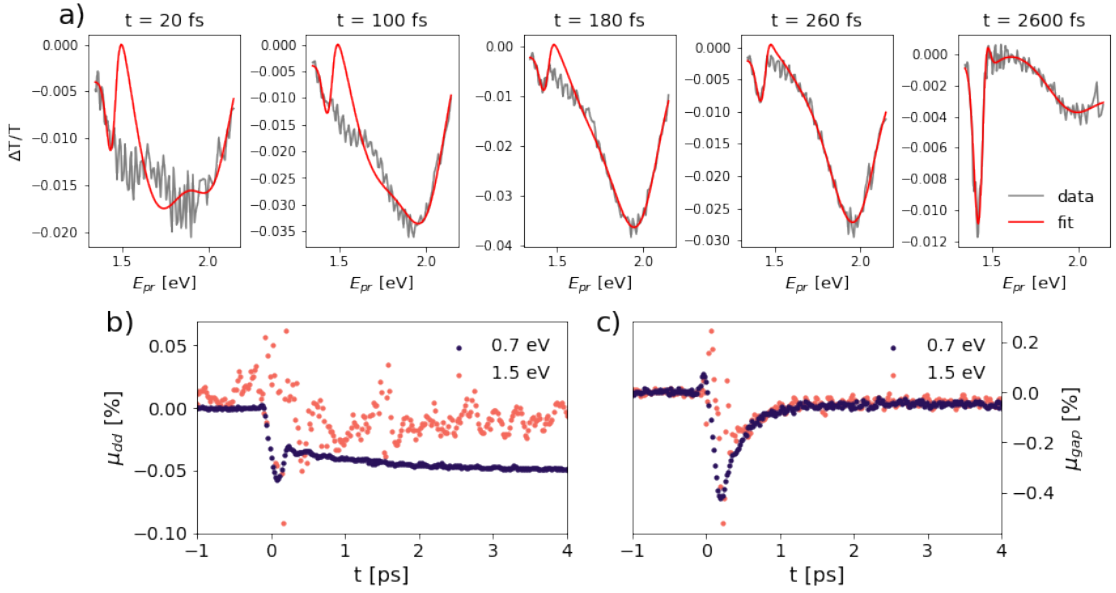 a)
t = 20 fs
t = 100 fs
t = 180 fs
t = 260 fs
t = 2600 fs
ΔT/T
0.000
−0.005
−0.010
−0.015
−0.020
1.5
2.0
E_pr [eV]
0.000
−0.005
−0.010
−0.015
−0.020
−0.025
−0.030
−0.035
1.5
2.0
E_pr [eV]
0.00
−0.01
−0.02
−0.03
−0.04
1.5
2.0
E_pr [eV]
0.000
−0.005
−0.010
−0.015
−0.020
−0.025
−0.030
1.5
2.0
E_pr [eV]
0.000
−0.002
−0.004
−0.006
−0.008
−0.010
−0.012
data
fit
1.5
2.0
E_pr [eV]
b)
μ_dd [%]
0.05
0.00
−0.05
−0.10
0.7 eV
1.5 eV
−1
0
1
2
3
4
t [ps]
c)
0.7 eV
1.5 eV
0.2
0.0
−0.2
−0.4
μ_gap [%]
−1
0
1
2
3
4
t [ps]